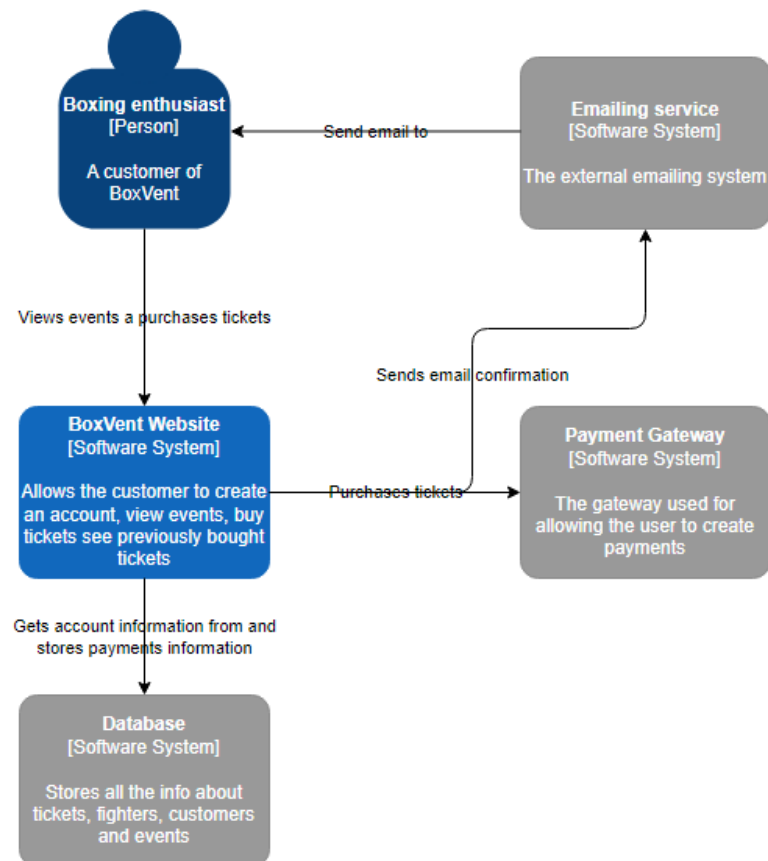 Boxing enthusiast
[Person]
A customer of
BoxVent
Send email to
Emailing service
[Software System]
The external emailing system
Views events a purchases tickets
Sends email confirmation
BoxVent Website
[Software System]
Allows the customer to create
an account, view events, buy
tickets see previously bought
tickets
Purchases tickets
Payment Gateway
[Software System]
The gateway used for
allowing the user to create
payments
Gets account information from and
stores payments information
Database
[Software System]
Stores all the info about
tickets, fighters, customers
and events